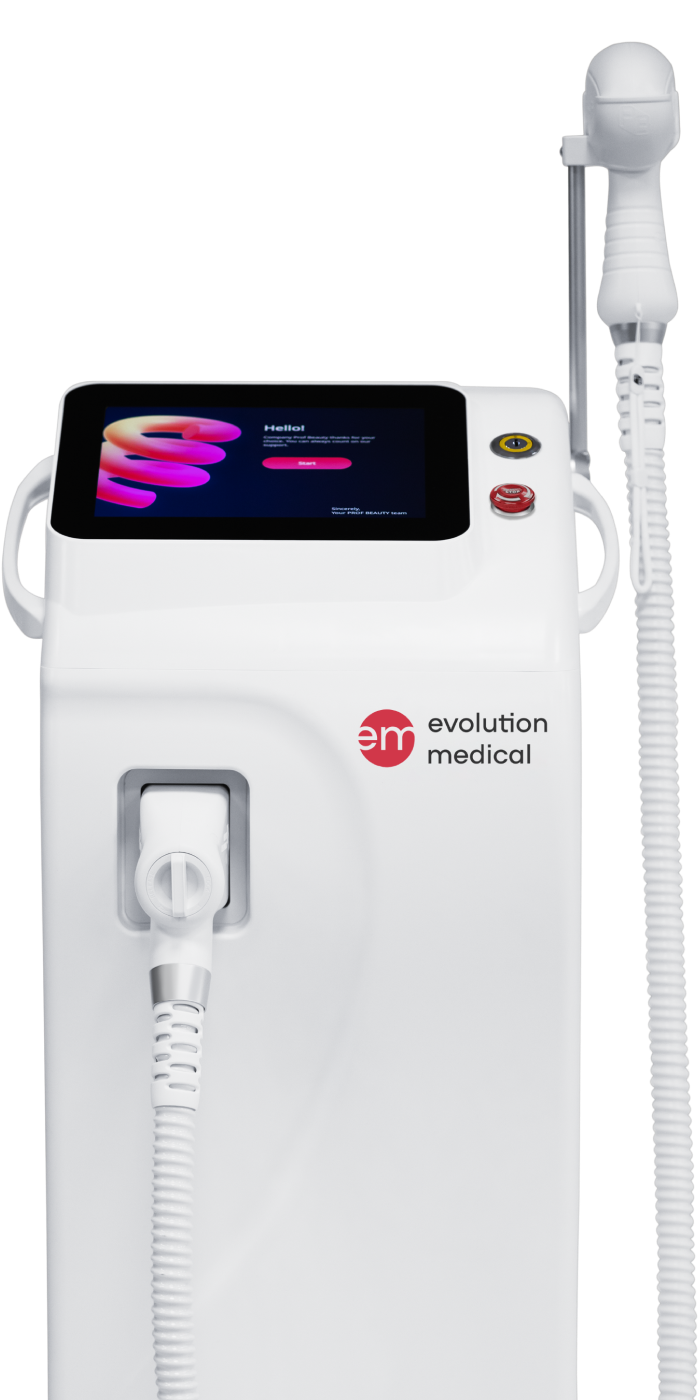 Hello!
Company Prof Beauty thanks for your
choice. You can always count on our
support.
Start
Sincerely,
Your PROF BEAUTY team
em
evolution
medical